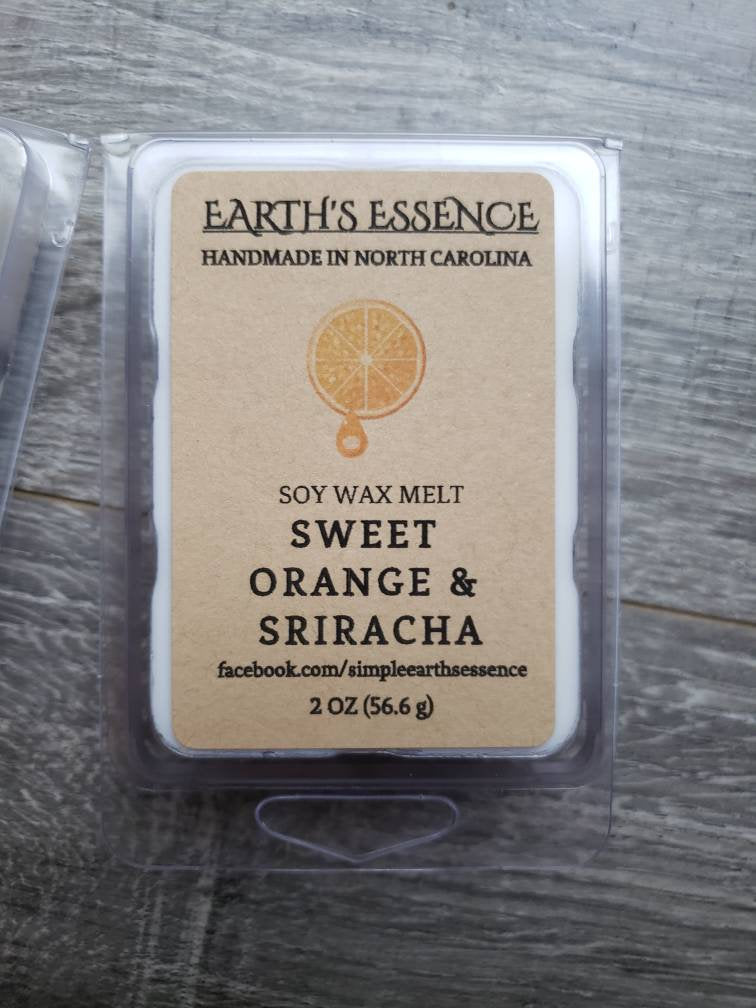 EARTH'S ESSENCE
HANDMADE IN NORTH CAROLINA
SOY WAX MELT
SWEET
ORANGE &
SRIRACHA
facebook.com/simpleearthsessence
2 OZ (56.6 g)